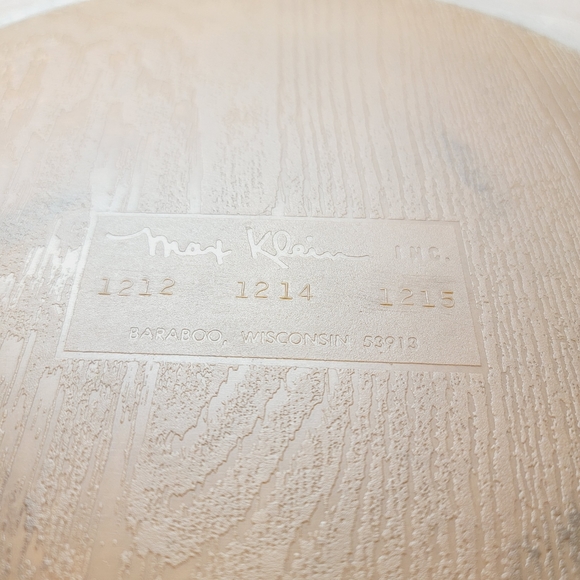 Max Klein INC.
1212 1214 1215
BARABOO, WISCONSIN 53913